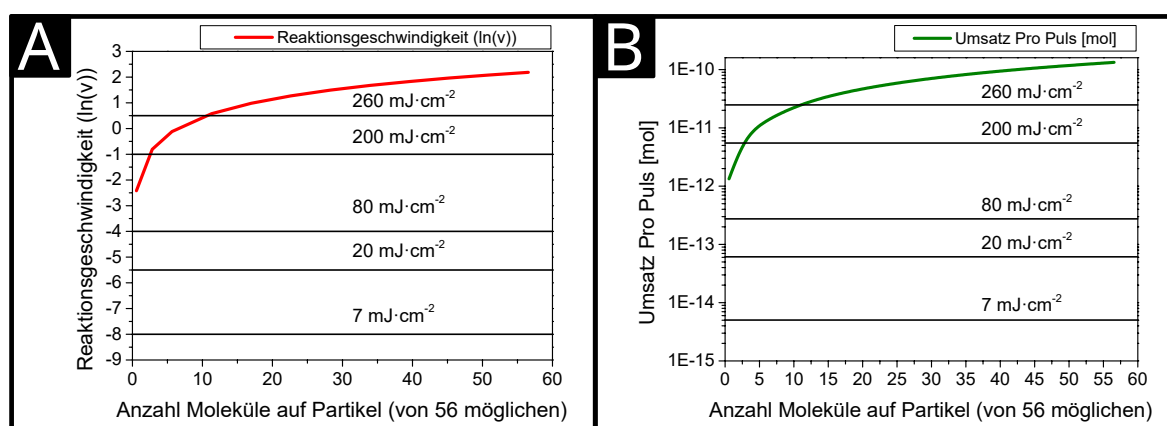 A
Reaktionsgeschwindigkeit (ln(v))
Reaktionsgeschwindigkeit (ln(v))
3
2
1
0
-1
-2
-3
-4
-5
-6
-7
-8
-9
260 mJ·cm⁻²
200 mJ·cm⁻²
80 mJ·cm⁻²
20 mJ·cm⁻²
7 mJ·cm⁻²
0 10 20 30 40 50 60
Anzahl Moleküle auf Partikel (von 56 möglichen)
B
Umsatz Pro Puls [mol]
Umsatz Pro Puls [mol]
1E-10
1E-11
1E-12
1E-13
1E-14
1E-15
260 mJ·cm⁻²
200 mJ·cm⁻²
80 mJ·cm⁻²
20 mJ·cm⁻²
7 mJ·cm⁻²
0 5 10 15 20 25 30 35 40 45 50 55 60
Anzahl Moleküle auf Partikel (von 56 möglichen)